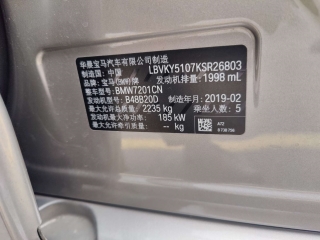 华晨宝马汽车有限公司制造
制造国: 中国 LBVKY5107KSR26803
品牌: 宝马(BMW) 发动机排量: 1998 mL
整车型号: BMW7201CN
发动机型号: B48B20D 制造年月: 2019-02
最大允许总质量: 2235 kg 乘坐人数: 5
发动机最大净功率: 185 kW
最大允许牵引质量: -- kg